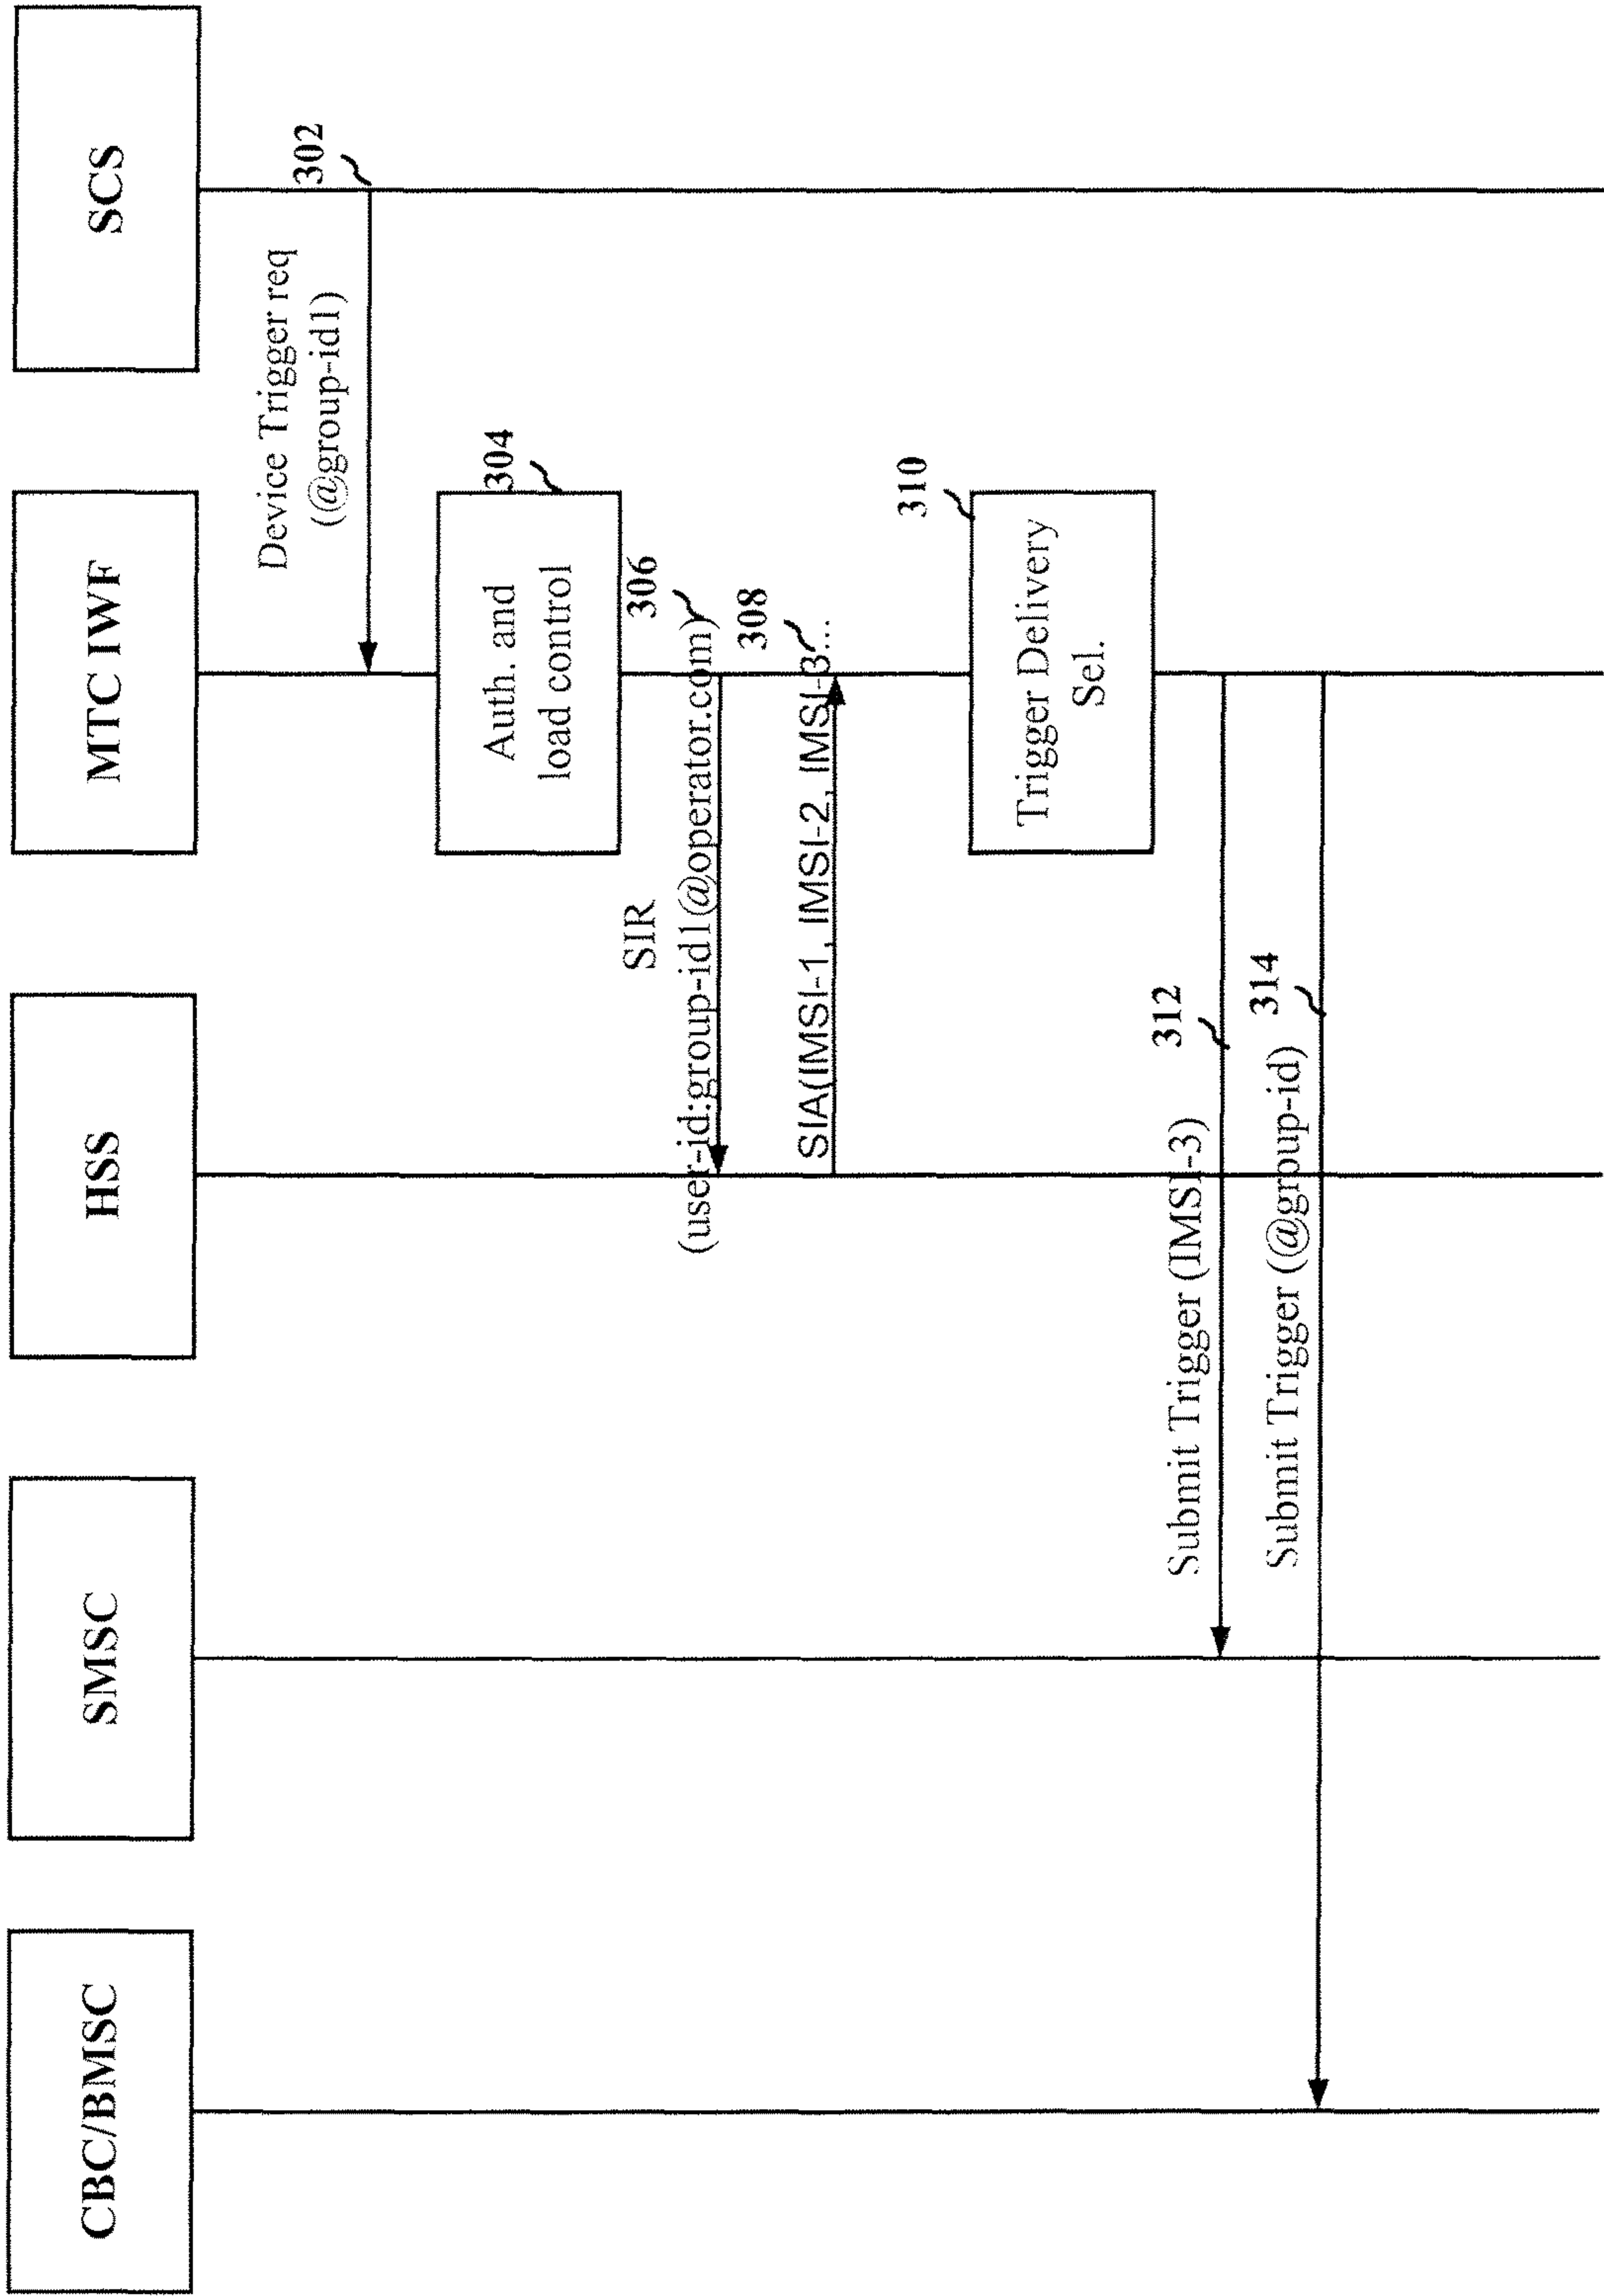 CBC/BMSC
SMSC
HSS
MTC IWF
SCS
302
Device Trigger req
(@group-id1)
304
Auth. and
load control
306
SIR
(user-id:group-id1@operator.com)
308
SIA(IMSI-1, IMSI-2, IMSI-3...
310
Trigger Delivery
Sel.
312
Submit Trigger (IMSI-3)
314
Submit Trigger (@group-id)